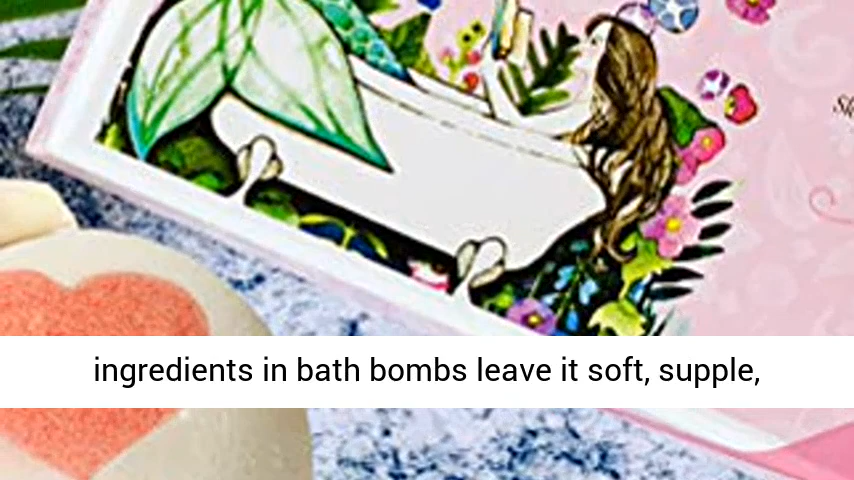 ingredients in bath bombs leave it soft, supple,